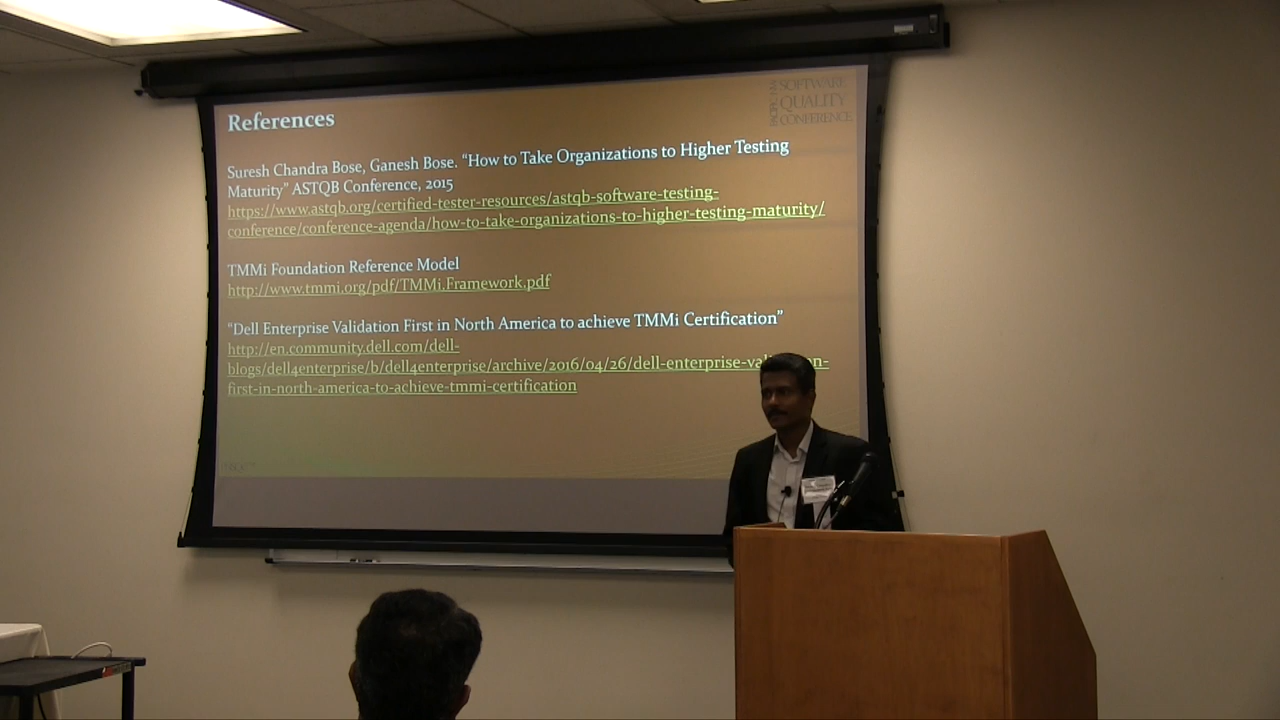 References
SOFTWARE
PACIFIC NW QUALITY
CONFERENCE
Suresh Chandra Bose, Ganesh Bose. “How to Take Organizations to Higher Testing
Maturity” ASTQB Conference, 2015
https://www.astqb.org/certified-tester-resources/astqb-software-testing-
conference/conference-agenda/how-to-take-organizations-to-higher-testing-maturity/
TMMi Foundation Reference Model
http://www.tmmi.org/pdf/TMMi.Framework.pdf
"Dell Enterprise Validation First in North America to achieve TMMi Certification”
http://en.community.dell.com/dell-
blogs/dell4enterprise/b/dell4enterprise/archive/2016/04/26/dell-enterprise-va on-
first-in-north-america-to-achieve-tmmi-certification